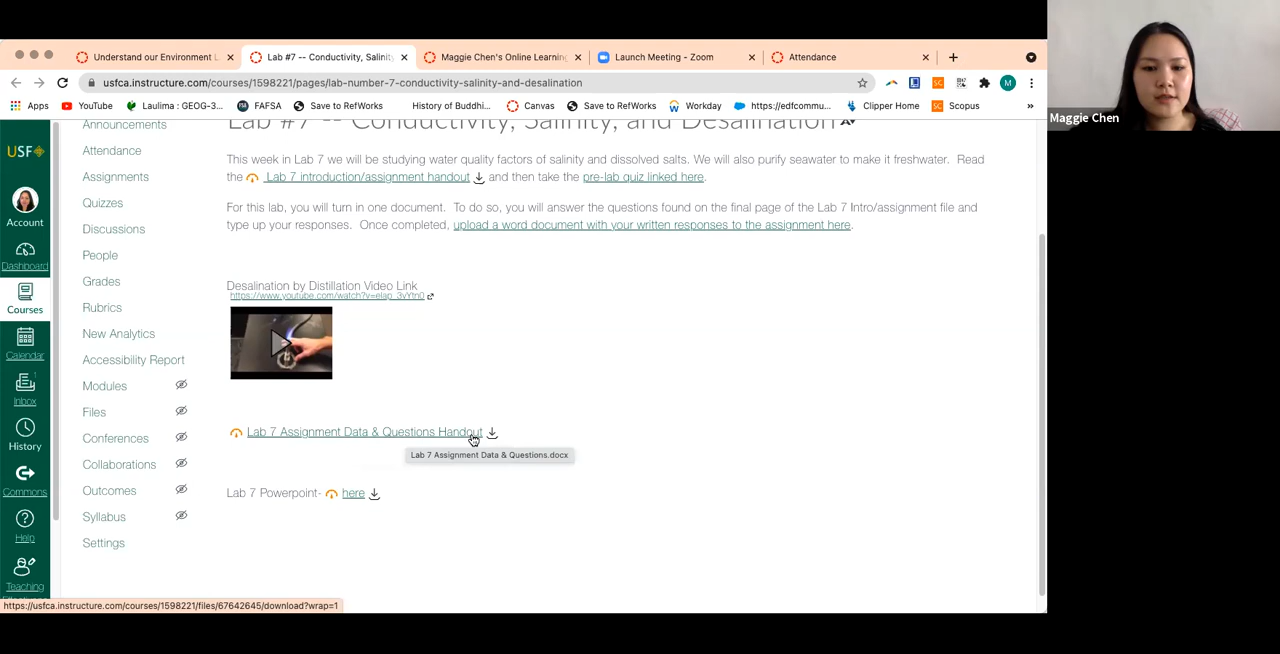 Understand our Environment L
Lab #7 -- Conductivity, Salinity
Maggie Chen's Online Learning
Launch Meeting - Zoom
Attendance
usfca.instructure.com/courses/1598221/pages/lab-number-7-conductivity-salinity-and-desalination
Apps
YouTube
Laulima : GEOG-3...
FAFSA
Save to RefWorks
History of Buddhi...
Canvas
Save to RefWorks
Workday
https://edfcommu...
Clipper Home
Scopus
Maggie Chen
USF
Account
Dashboard
Courses
Calendar
Inbox
History
Commons
Help
Teaching
Announcements
Attendance
Assignments
Quizzes
Discussions
People
Grades
Rubrics
New Analytics
Accessibility Report
Modules
Files
Conferences
Collaborations
Outcomes
Syllabus
Settings
Lab #7 -- Conductivity, Salinity, and Desalination
This week in Lab 7 we will be studying water quality factors of salinity and dissolved salts. We will also purify seawater to make it freshwater. Read
the Lab 7 introduction/assignment handout and then take the pre-lab quiz linked here.
For this lab, you will turn in one document. To do so, you will answer the questions found on the final page of the Lab 7 Intro/assignment file and
type up your responses. Once completed, upload a word document with your written responses to the assignment here.
Desalination by Distillation Video Link
Lab 7 Assignment Data & Questions Handout
Lab 7 Assignment Data & Questions.docx
Lab 7 Powerpoint- here
https://usfca.instructure.com/courses/1598221/files/67642645/download?wrap=1